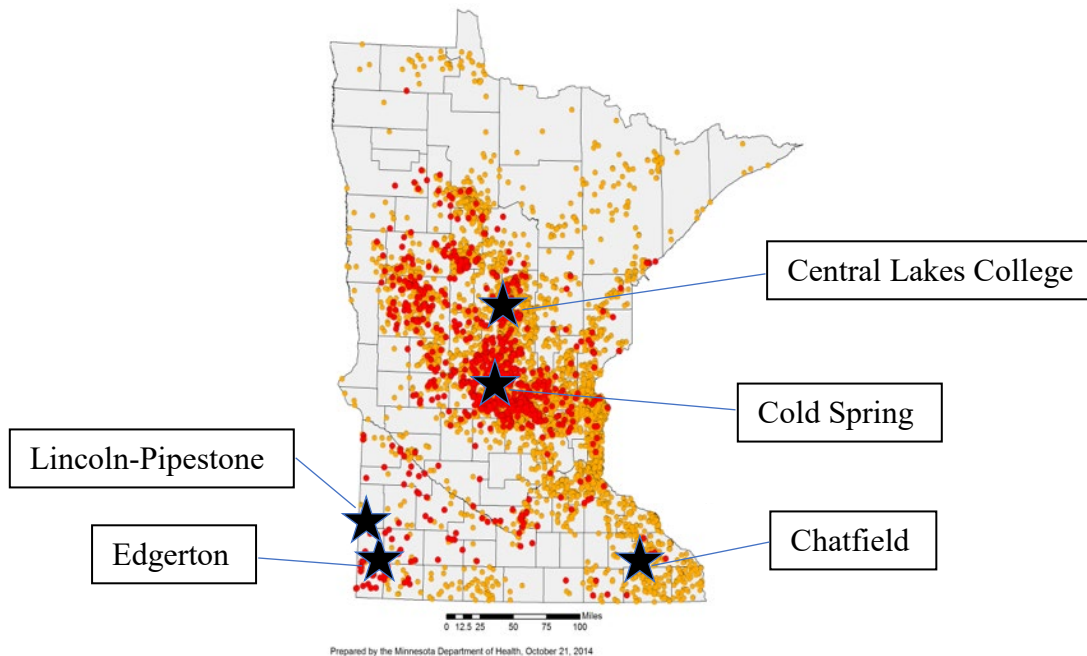 Central Lakes College
Cold Spring
Lincoln-Pipestone
Edgerton
Chatfield
Miles
0 12.5 25 50 75 100
Prepared by the Minnesota Department of Health, October 21, 2014